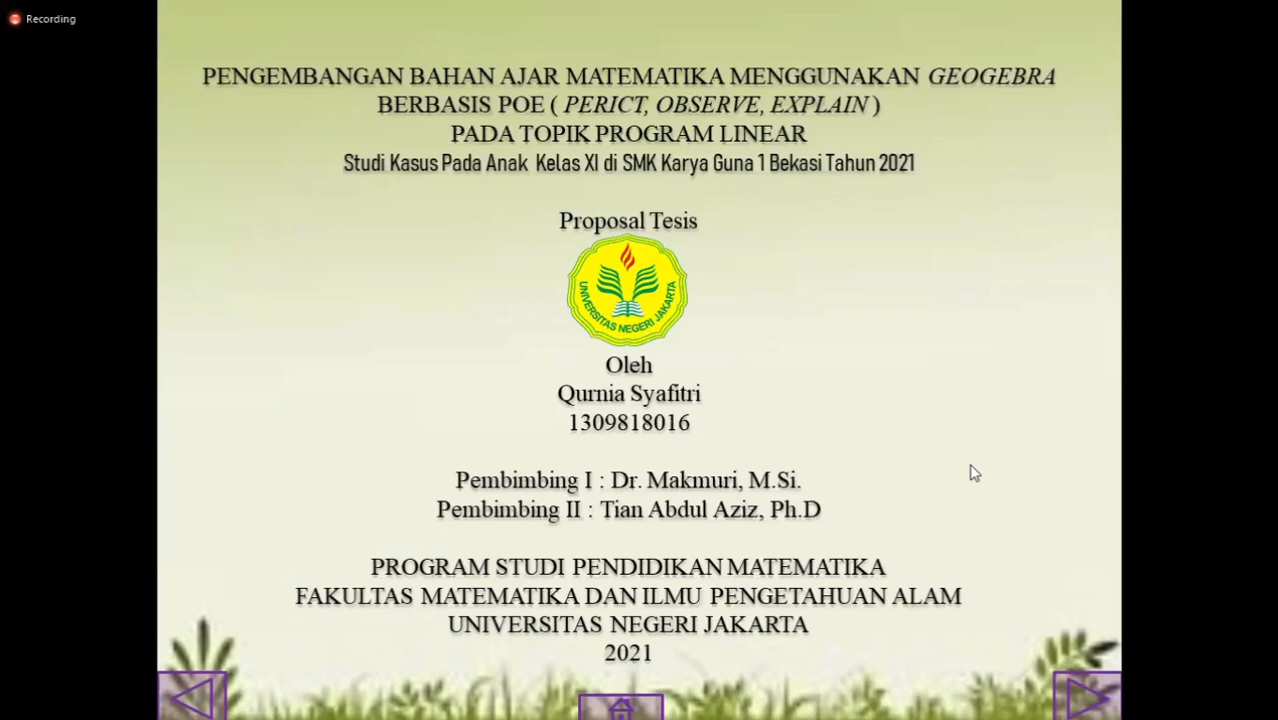 Recording
PENGEMBANGAN BAHAN AJAR MATEMATIKA MENGGUNAKAN GEOGEBRA
BERBASIS POE ( PERICT, OBSERVE, EXPLAIN )
PADA TOPIK PROGRAM LINEAR
Studi Kasus Pada Anak Kelas XI di SMK Karya Guna 1 Bekasi Tahun 2021
Proposal Tesis
UNIVERSITAS NEGERI JAKARTA
Oleh
Qurnia Syafitri
1309818016
Pembimbing I : Dr. Makmuri, M.Si.
Pembimbing II : Tian Abdul Aziz, Ph.D
PROGRAM STUDI PENDIDIKAN MATEMATIKA
FAKULTAS MATEMATIKA DAN ILMU PENGETAHUAN ALAM
UNIVERSITAS NEGERI JAKARTA
2021